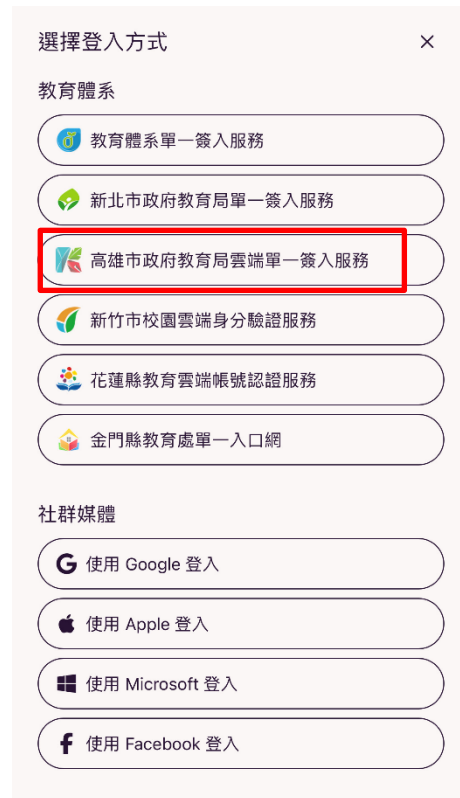 選擇登入方式
教育體系
教育體系單一簽入服務
新北市政府教育局單一簽入服務
高雄市政府教育局雲端單一簽入服務
新竹市校園雲端身分驗證服務
花蓮縣教育雲端帳號認證服務
金門縣教育處單一入口網
社群媒體
使用 Google 登入
使用 Apple 登入
使用 Microsoft 登入
使用 Facebook 登入